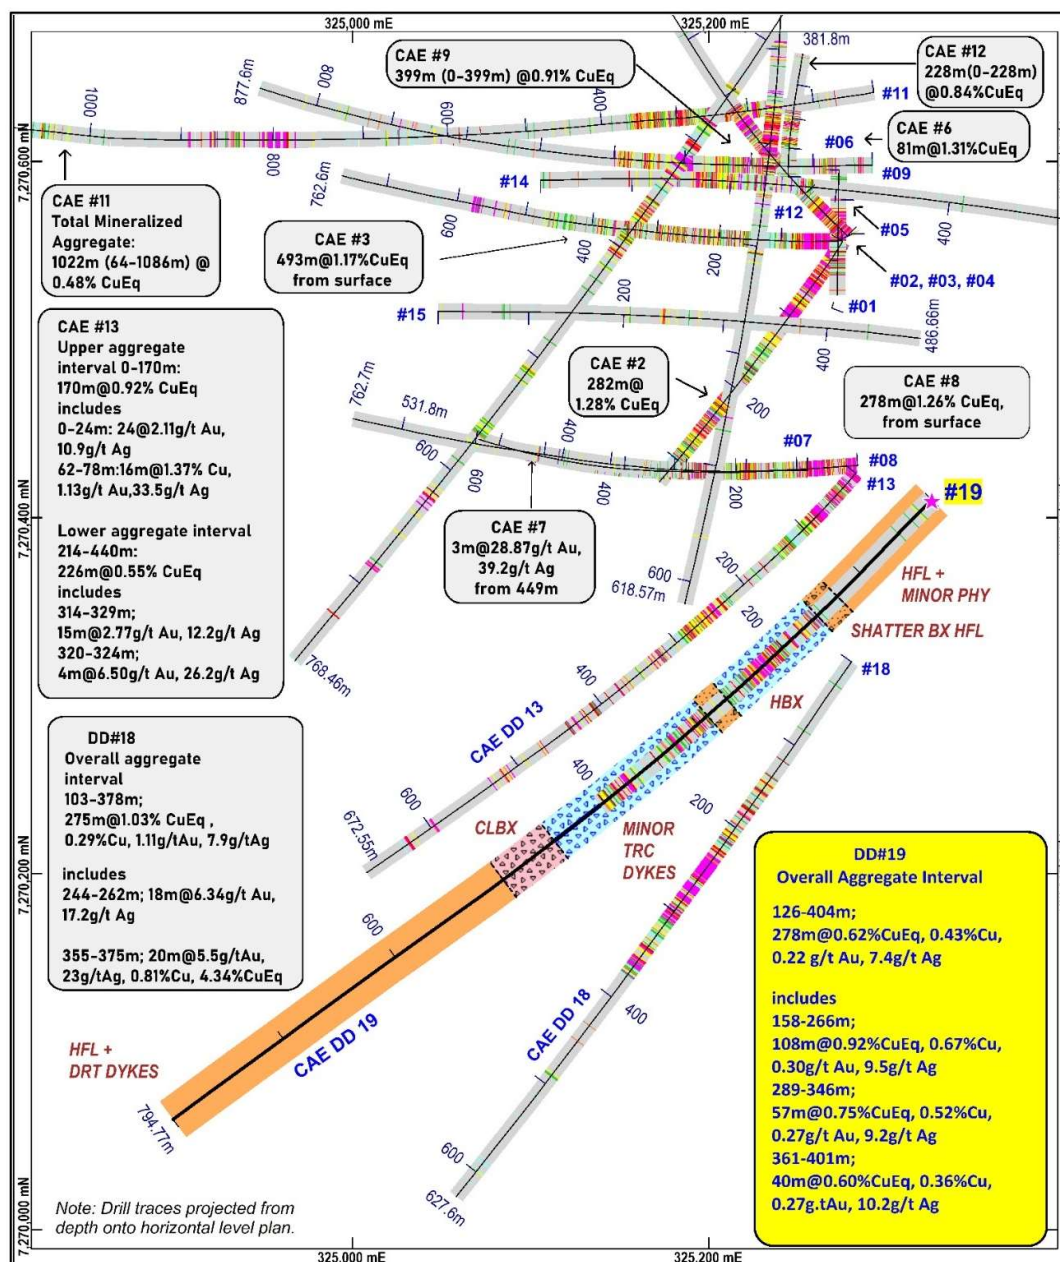 325,000 mE
325,200 mE
7,270,600 mN
7,270,400 mN
7,270,200 mN
7,270,000 mN
CAE #9
399m (0-399m) @0.91% CuEq
381.8m
CAE #12
228m(0-228m)
@0.84%CuEq
877.6m
800
600
400
#11
1000
800
CAE #6
81m@1.31%CuEq
#06
#09
#14
762.6m
600
400
200
#12
#05
400
CAE #11
Total Mineralized
Aggregate:
1022m (64-1086m) @
0.48% CuEq
CAE #3
493m@1.17%CuEq
from surface
400
200
#02, #03, #04
#01
#15
400
486.66m
CAE #13
Upper aggregate
interval 0-170m:
170m@0.92% CuEq
includes
0-24m: 24@2.11g/t Au,
10.9g/t Ag
62-78m:16m@1.37% Cu,
1.13g/t Au,33.5g/t Ag
Lower aggregate interval
214-440m:
226m@0.55% CuEq
includes
314-329m;
15m@2.77g/t Au, 12.2g/t Ag
320-324m;
4m@6.50g/t Au, 26.2g/t Ag
CAE #2
282m@
1.28% CuEq
200
CAE #8
278m@1.26% CuEq,
from surface
762.7m
531.8m
400
600
600
400
200
#07
#08
#13
#19
CAE #7
3m@28.87g/t Au,
39.2g/t Ag
from 449m
600
618.57m
200
HFL +
MINOR PHY
200
SHATTER BX HFL
768.46m
#18
400
HBX
CAE DD 13
DD#18
Overall aggregate
interval
103-378m;
275m@1.03% CuEq ,
0.29%Cu, 1.11g/tAu, 7.9g/tAg
includes
244-262m; 18m@6.34g/t Au,
17.2g/t Ag
355-375m; 20m@5.5g/tAu,
23g/tAg, 0.81%Cu, 4.34%CuEq
400
600
672.55m
CLBX
MINOR
TRC
DYKES
200
600
CAE DD 19
CAE DD 18
400
HFL +
DRT DYKES
794.77m
600
627.6m
DD#19
Overall Aggregate Interval
126-404m;
278m@0.62%CuEq, 0.43%Cu,
0.22 g/t Au, 7.4g/t Ag
includes
158-266m;
108m@0.92%CuEq, 0.67%Cu,
0.30g/t Au, 9.5g/t Ag
289-346m;
57m@0.75%CuEq, 0.52%Cu,
0.27g/t Au, 9.2g/t Ag
361-401m;
40m@0.60%CuEq, 0.36%Cu,
0.27g.tAu, 10.2g/t Ag
Note: Drill traces projected from
depth onto horizontal level plan.
325,000 mE
325,200 mE